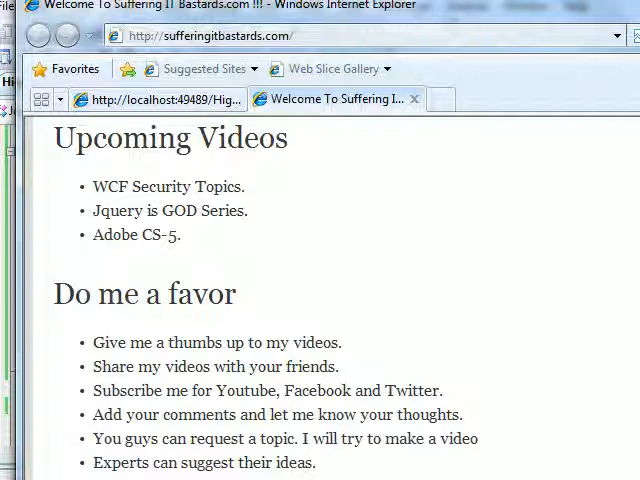 Welcome To Suffering IT Bastards.com !!! - Windows Internet Explorer
http://sufferingitbastards.com/
Favorites
Suggested Sites
Web Slice Gallery
http://localhost:49489/Hig...
Welcome To Suffering I...
Upcoming Videos
• WCF Security Topics.
• Jquery is GOD Series.
• Adobe CS-5.
Do me a favor
• Give me a thumbs up to my videos.
• Share my videos with your friends.
• Subscribe me for Youtube, Facebook and Twitter.
• Add your comments and let me know your thoughts.
• You guys can request a topic. I will try to make a video
• Experts can suggest their ideas.